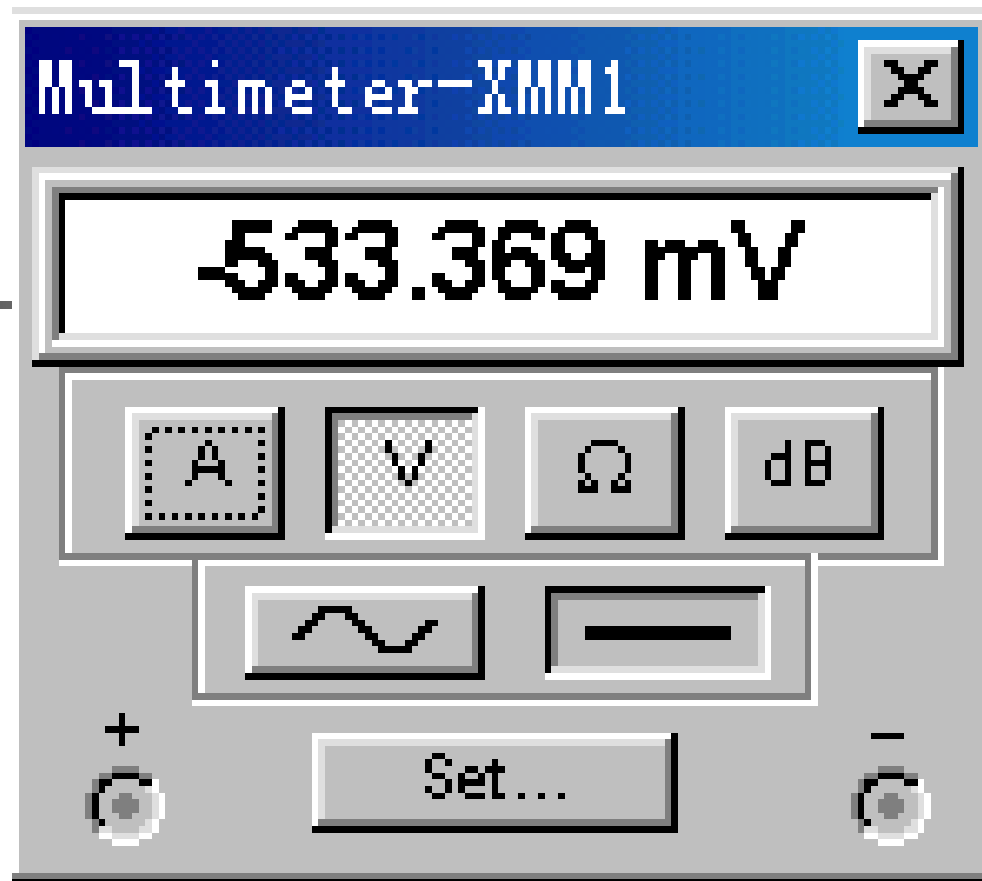 Multimeter-XMM1
-533.369 mV
A V Ω dB
+ −
Set...